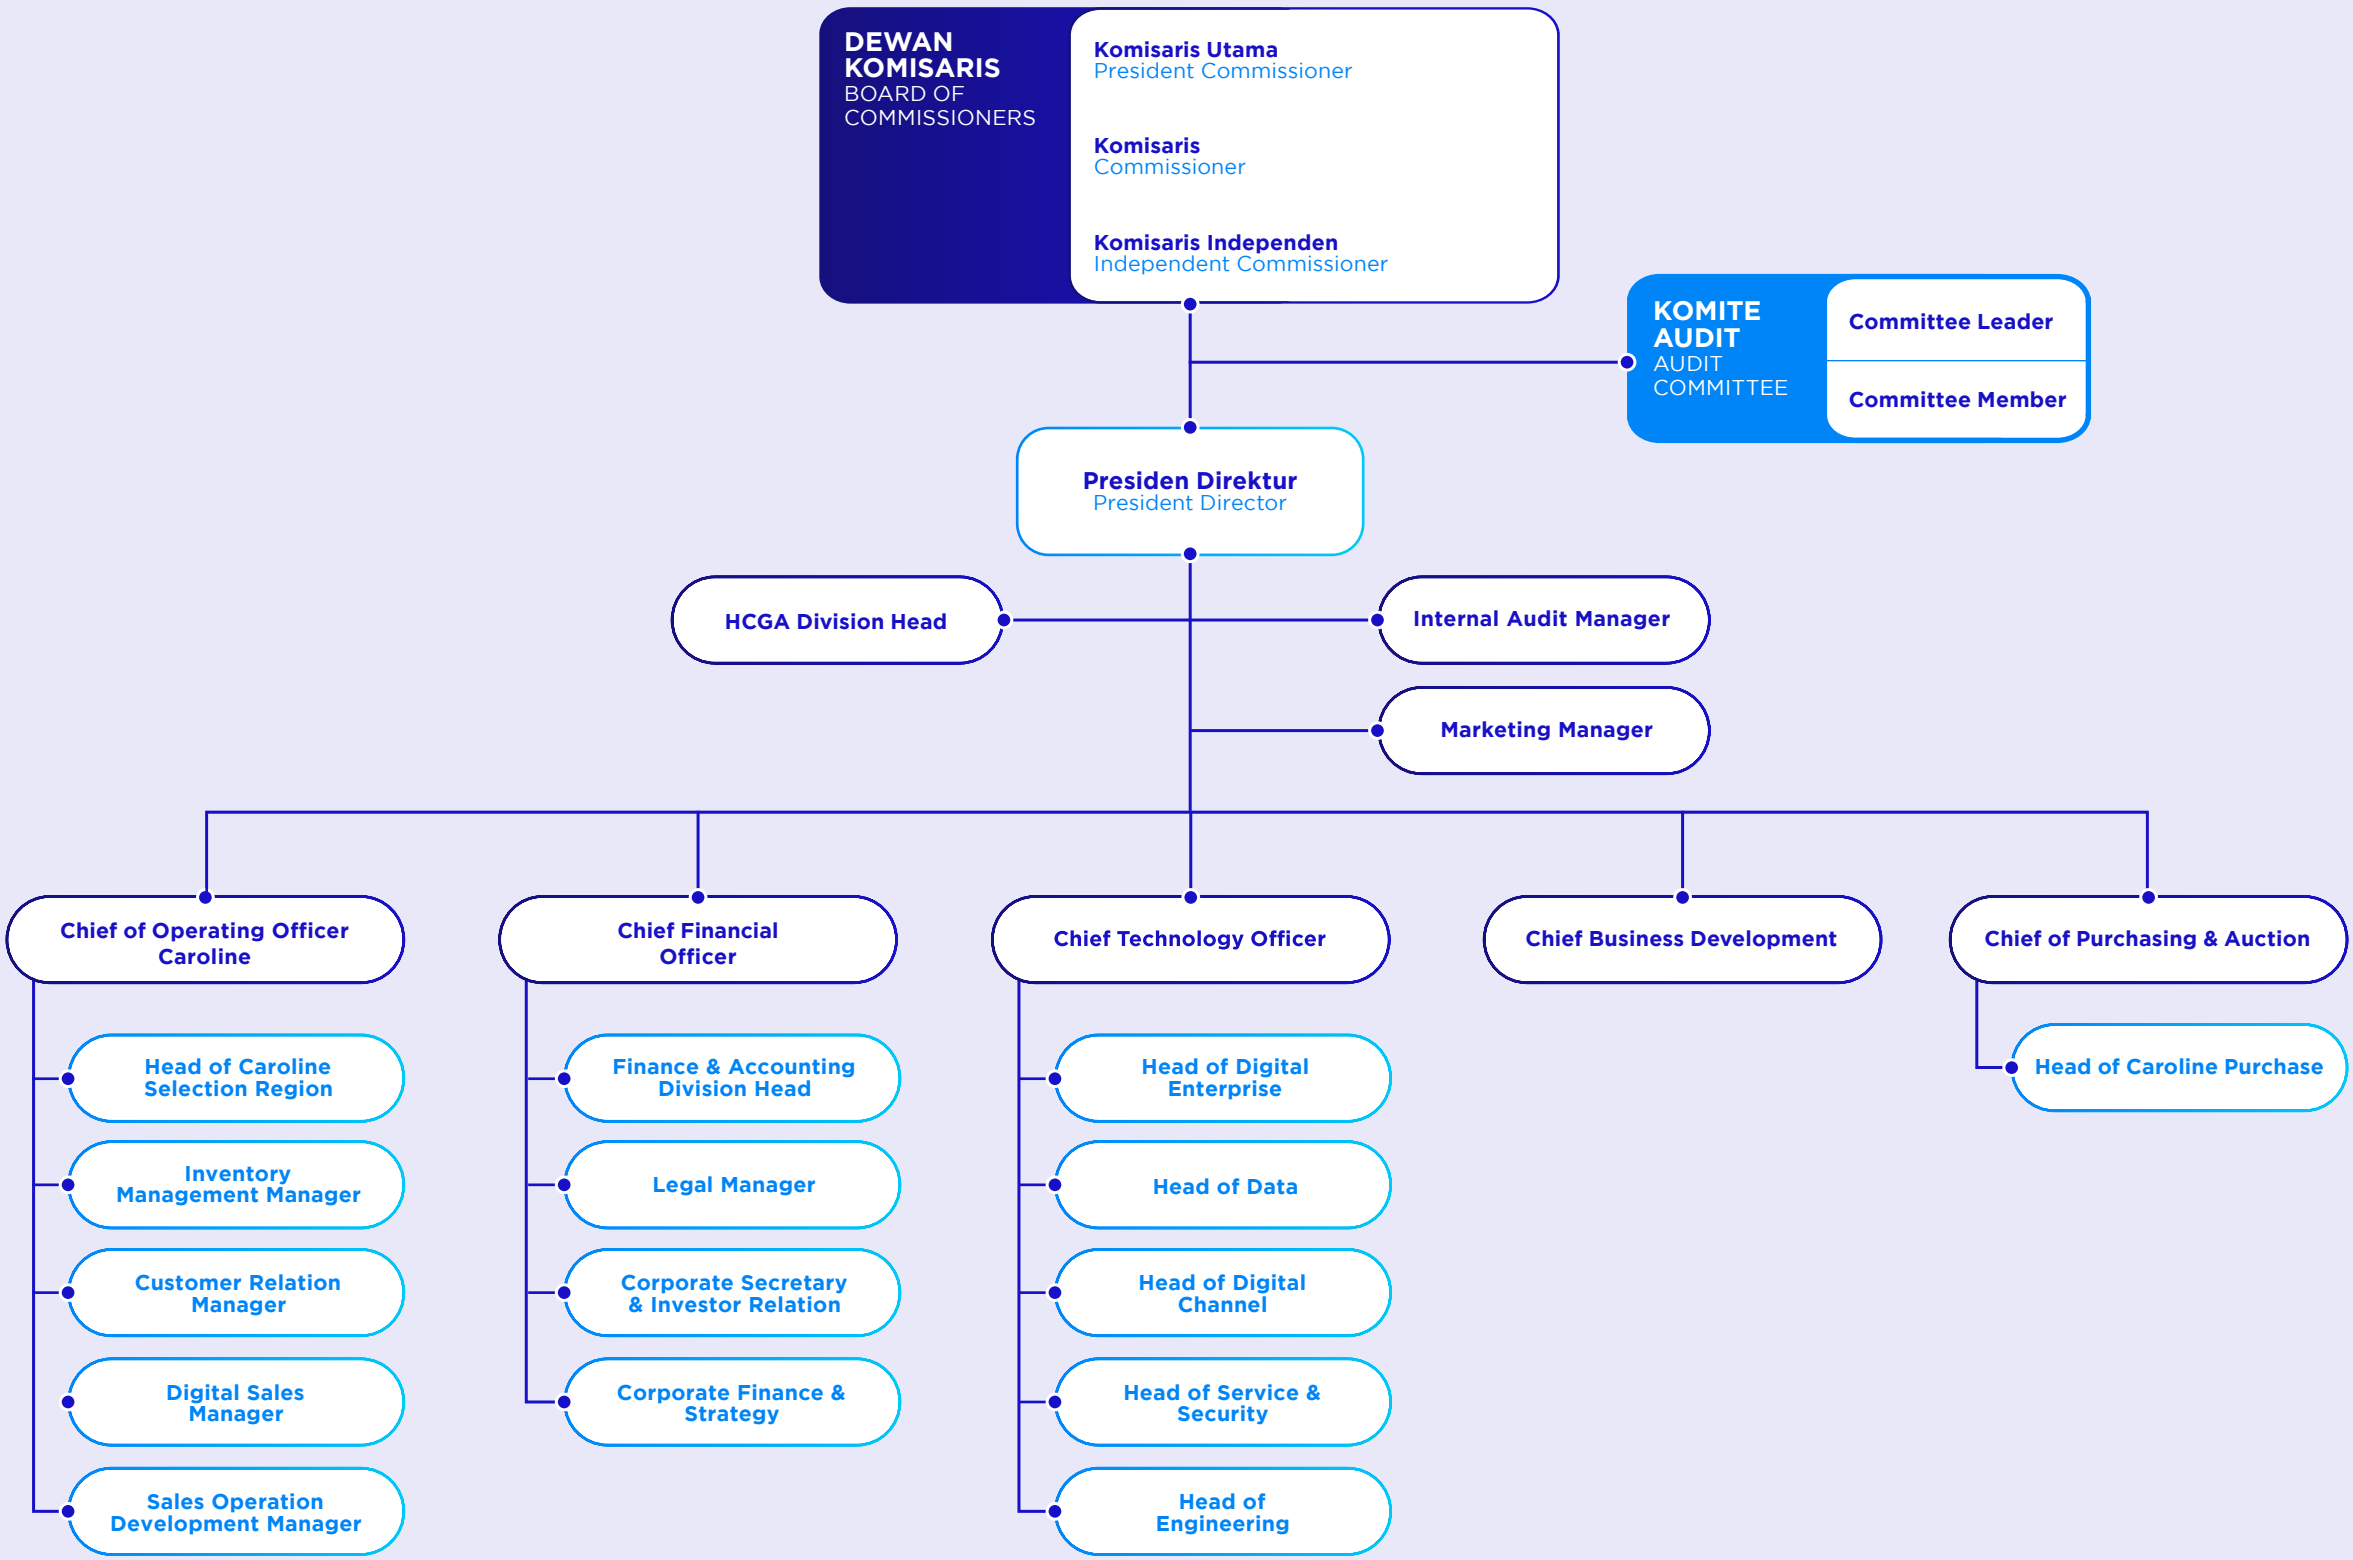 DEWAN
KOMISARIS
BOARD OF
COMMISSIONERS
Komisaris Utama
President Commissioner
Komisaris
Commissioner
Komisaris Independen
Independent Commissioner
KOMITE
AUDIT
AUDIT
COMMITTEE
Committee Leader
Committee Member
Presiden Direktur
President Director
HCGA Division Head
Internal Audit Manager
Marketing Manager
Chief of Operating Officer
Caroline
Chief Financial
Officer
Chief Technology Officer
Chief Business Development
Chief of Purchasing & Auction
Head of Caroline
Selection Region
Inventory
Management Manager
Customer Relation
Manager
Digital Sales
Manager
Sales Operation
Development Manager
Finance & Accounting
Division Head
Legal Manager
Corporate Secretary
& Investor Relation
Corporate Finance &
Strategy
Head of Digital
Enterprise
Head of Data
Head of Digital
Channel
Head of Service &
Security
Head of
Engineering
Head of Caroline Purchase